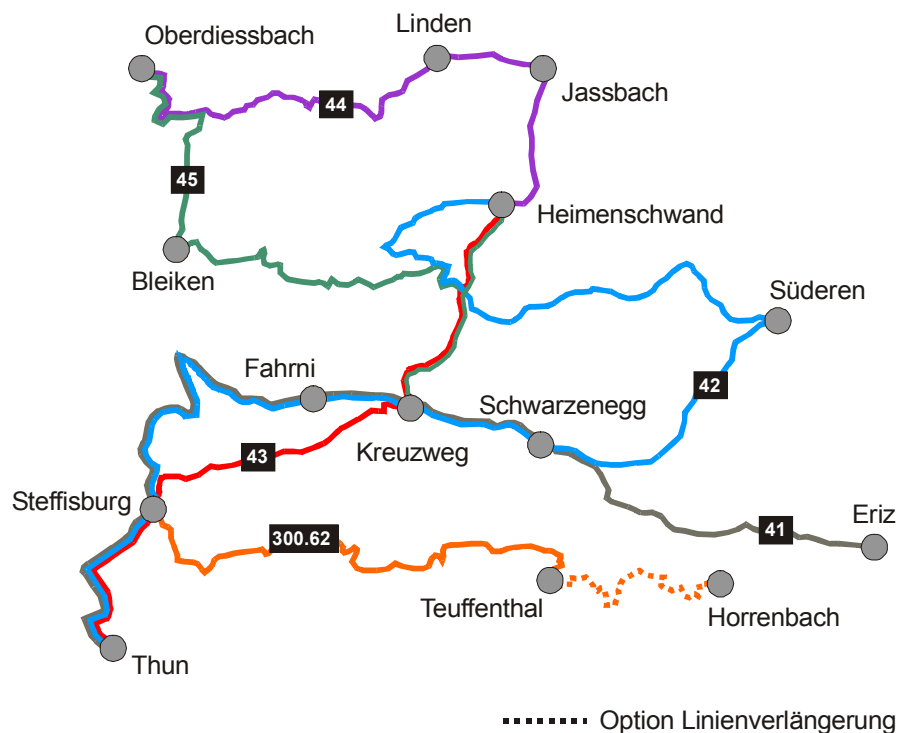 Linden
Oberdiessbach
Jassbach
44
45
Heimenschwand
Bleiken
Süderen
Fahrni
42
Schwarzenegg
Kreuzweg
43
Steffisburg
Eriz
41
300.62
Teuffenthal
Horrenbach
Thun
Option Linienverlängerung